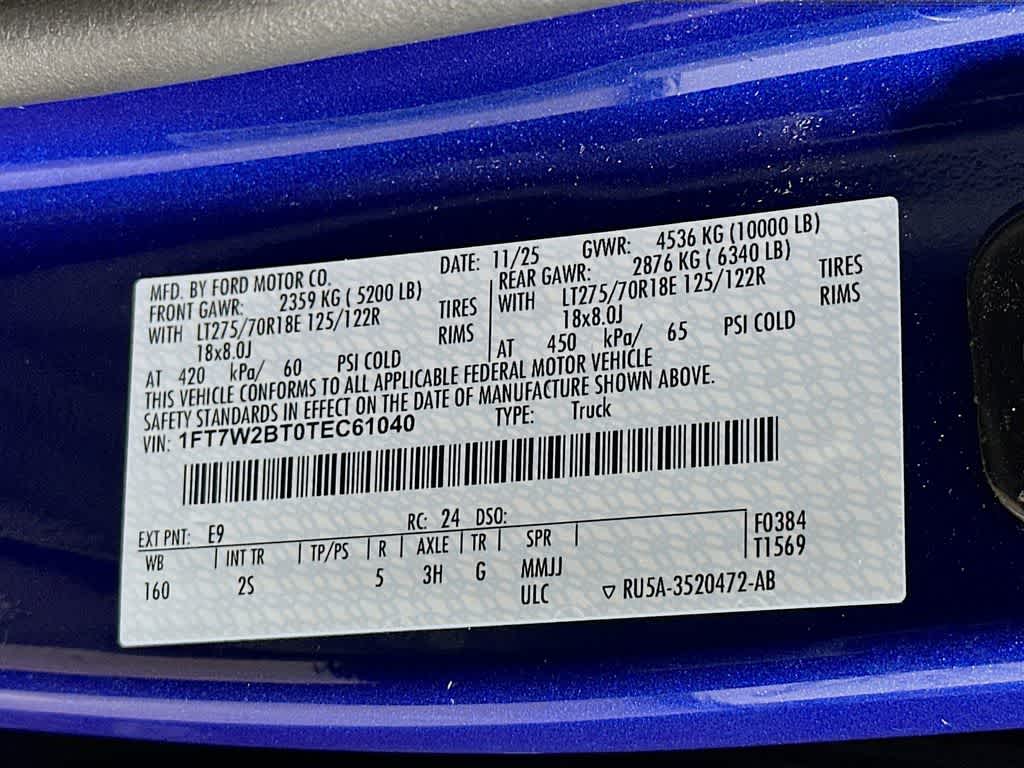 MFD. BY FORD MOTOR CO. DATE: 11/25 GVWR: 4536 KG (10000 LB)
FRONT GAWR: 2359 KG ( 5200 LB) REAR GAWR: 2876 KG ( 6340 LB)
WITH LT275/70R18E 125/122R TIRES WITH LT275/70R18E 125/122R TIRES
18x8.0J RIMS 18x8.0J RIMS
AT 420 kPa/ 60 PSI COLD AT 450 kPa/ 65 PSI COLD
THIS VEHICLE CONFORMS TO ALL APPLICABLE FEDERAL MOTOR VEHICLE
SAFETY STANDARDS IN EFFECT ON THE DATE OF MANUFACTURE SHOWN ABOVE.
VIN: 1FT7W2BT0TEC61040 TYPE: Truck
EXT PNT: E9 RC: 24 DSO: F0384
WB INT TR TP/PS R AXLE TR SPR T1569
160 2S 5 3H G MMJJ
ULC ▽ RU5A-3520472-AB